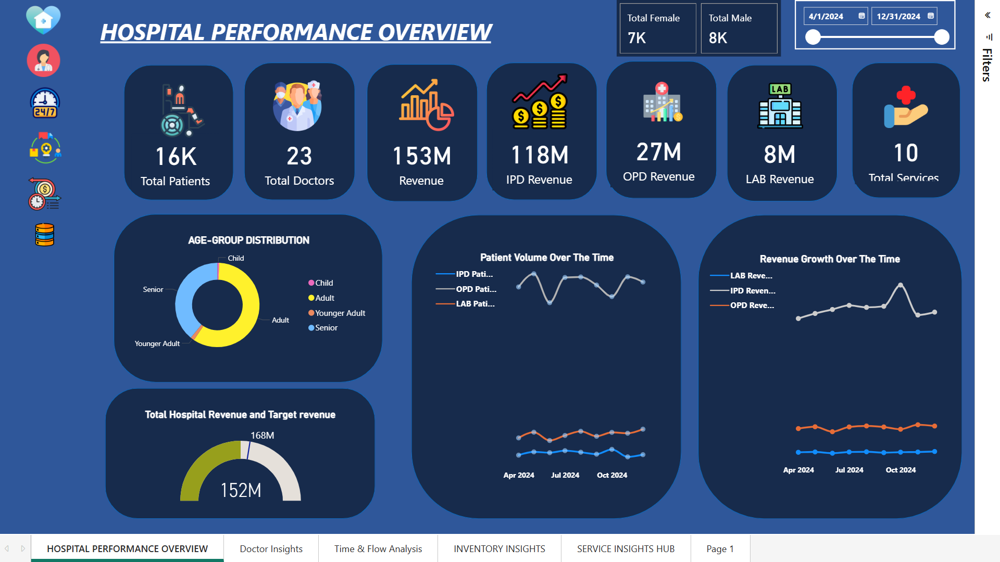 HOSPITAL PERFORMANCE OVERVIEW
Total Female
7K
Total Male
8K
4/1/2024
12/31/2024
Filters
24/7
LAB
16K
Total Patients
23
Total Doctors
153M
Revenue
118M
IPD Revenue
27M
OPD Revenue
8M
LAB Revenue
10
Total Services
AGE-GROUP DISTRIBUTION
Child
Senior
Adult
Younger Adult
Child
Adult
Younger Adult
Senior
Total Hospital Revenue and Target revenue
168M
152M
Patient Volume Over The Time
IPD Pati...
OPD Pati...
LAB Pati...
Apr 2024
Jul 2024
Oct 2024
Revenue Growth Over The Time
LAB Reve...
IPD Reven...
OPD Reve...
Apr 2024
Jul 2024
Oct 2024
HOSPITAL PERFORMANCE OVERVIEW
Doctor Insights
Time & Flow Analysis
INVENTORY INSIGHTS
SERVICE INSIGHTS HUB
Page 1